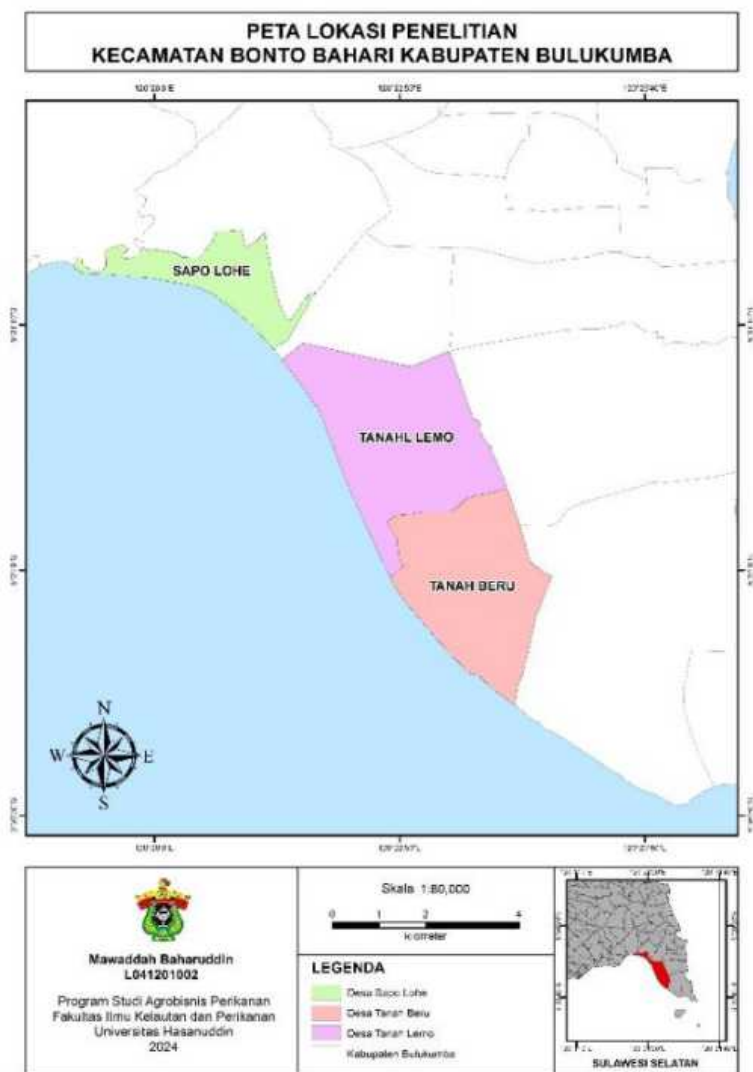 PETA LOKASI PENELITIAN
KECAMATAN BONTO BAHARI KABUPATEN BULUKUMBA
SAPO LOHE
TANAHL LEMO
TANAH BERU
N
W E
S
Mawaddah Baharuddin
L041201002
Program Studi Agrobisnis Perikanan
Fakultas Ilmu Kelautan dan Perikanan
Universitas Hasanuddin
2024
Skala 1:80,000
0 1 2 4
Kilometer
LEGENDA
Desa Sapo Lohe
Desa Tanah Beru
Desa Tanah Lemo
Kabupaten Bulukumba
SULAWESI SELATAN